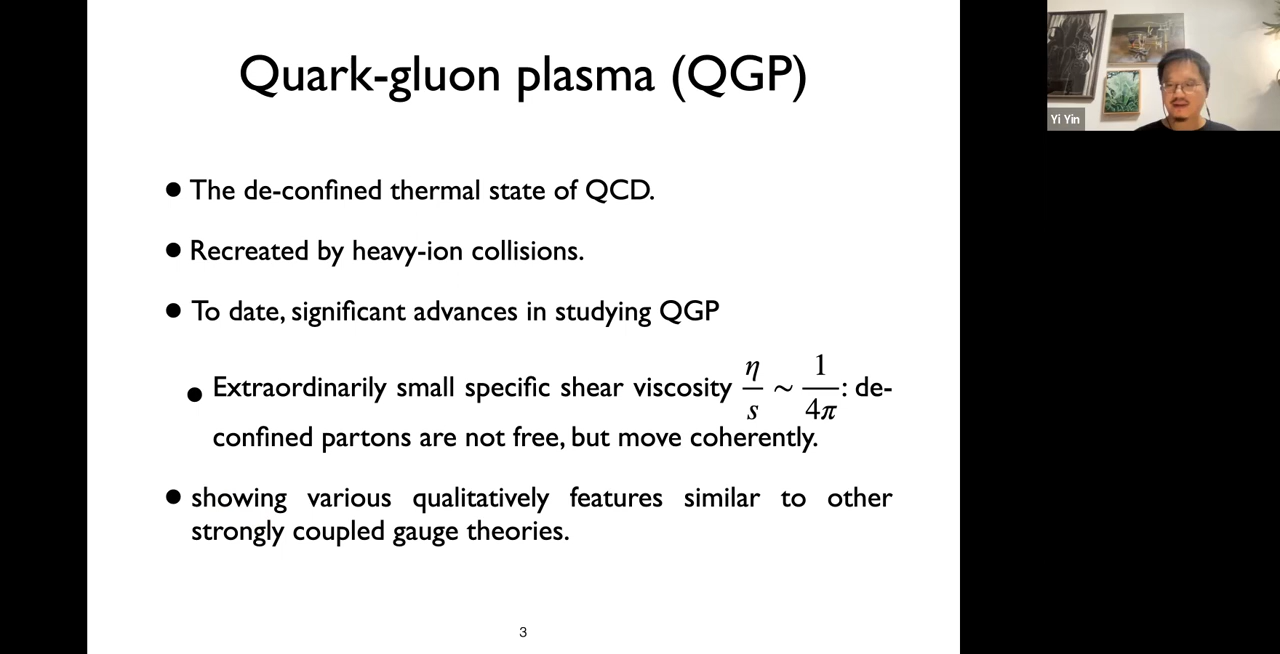 Quark-gluon plasma (QGP)
● The de-confined thermal state of QCD.
● Recreated by heavy-ion collisions.
● To date, significant advances in studying QGP
● Extraordinarily small specific shear viscosity η/s ~ 1/4π : de-
confined partons are not free, but move coherently.
● showing various qualitatively features similar to other
strongly coupled gauge theories.
3
Yi Yin